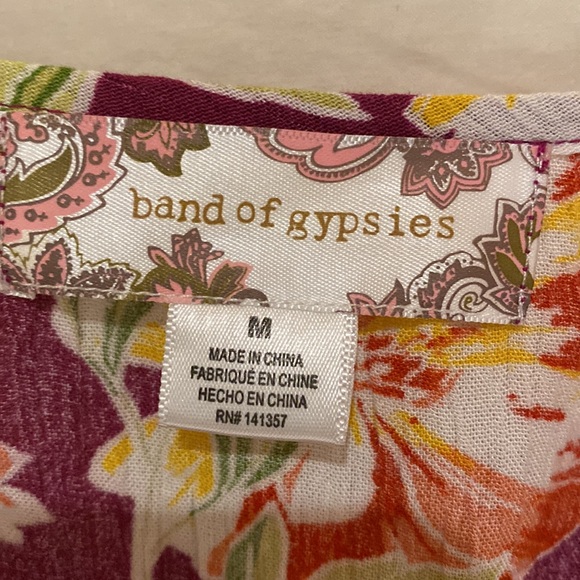 band of gypsies
M
MADE IN CHINA
FABRIQUÉ EN CHINE
HECHO EN CHINA
RN# 141357